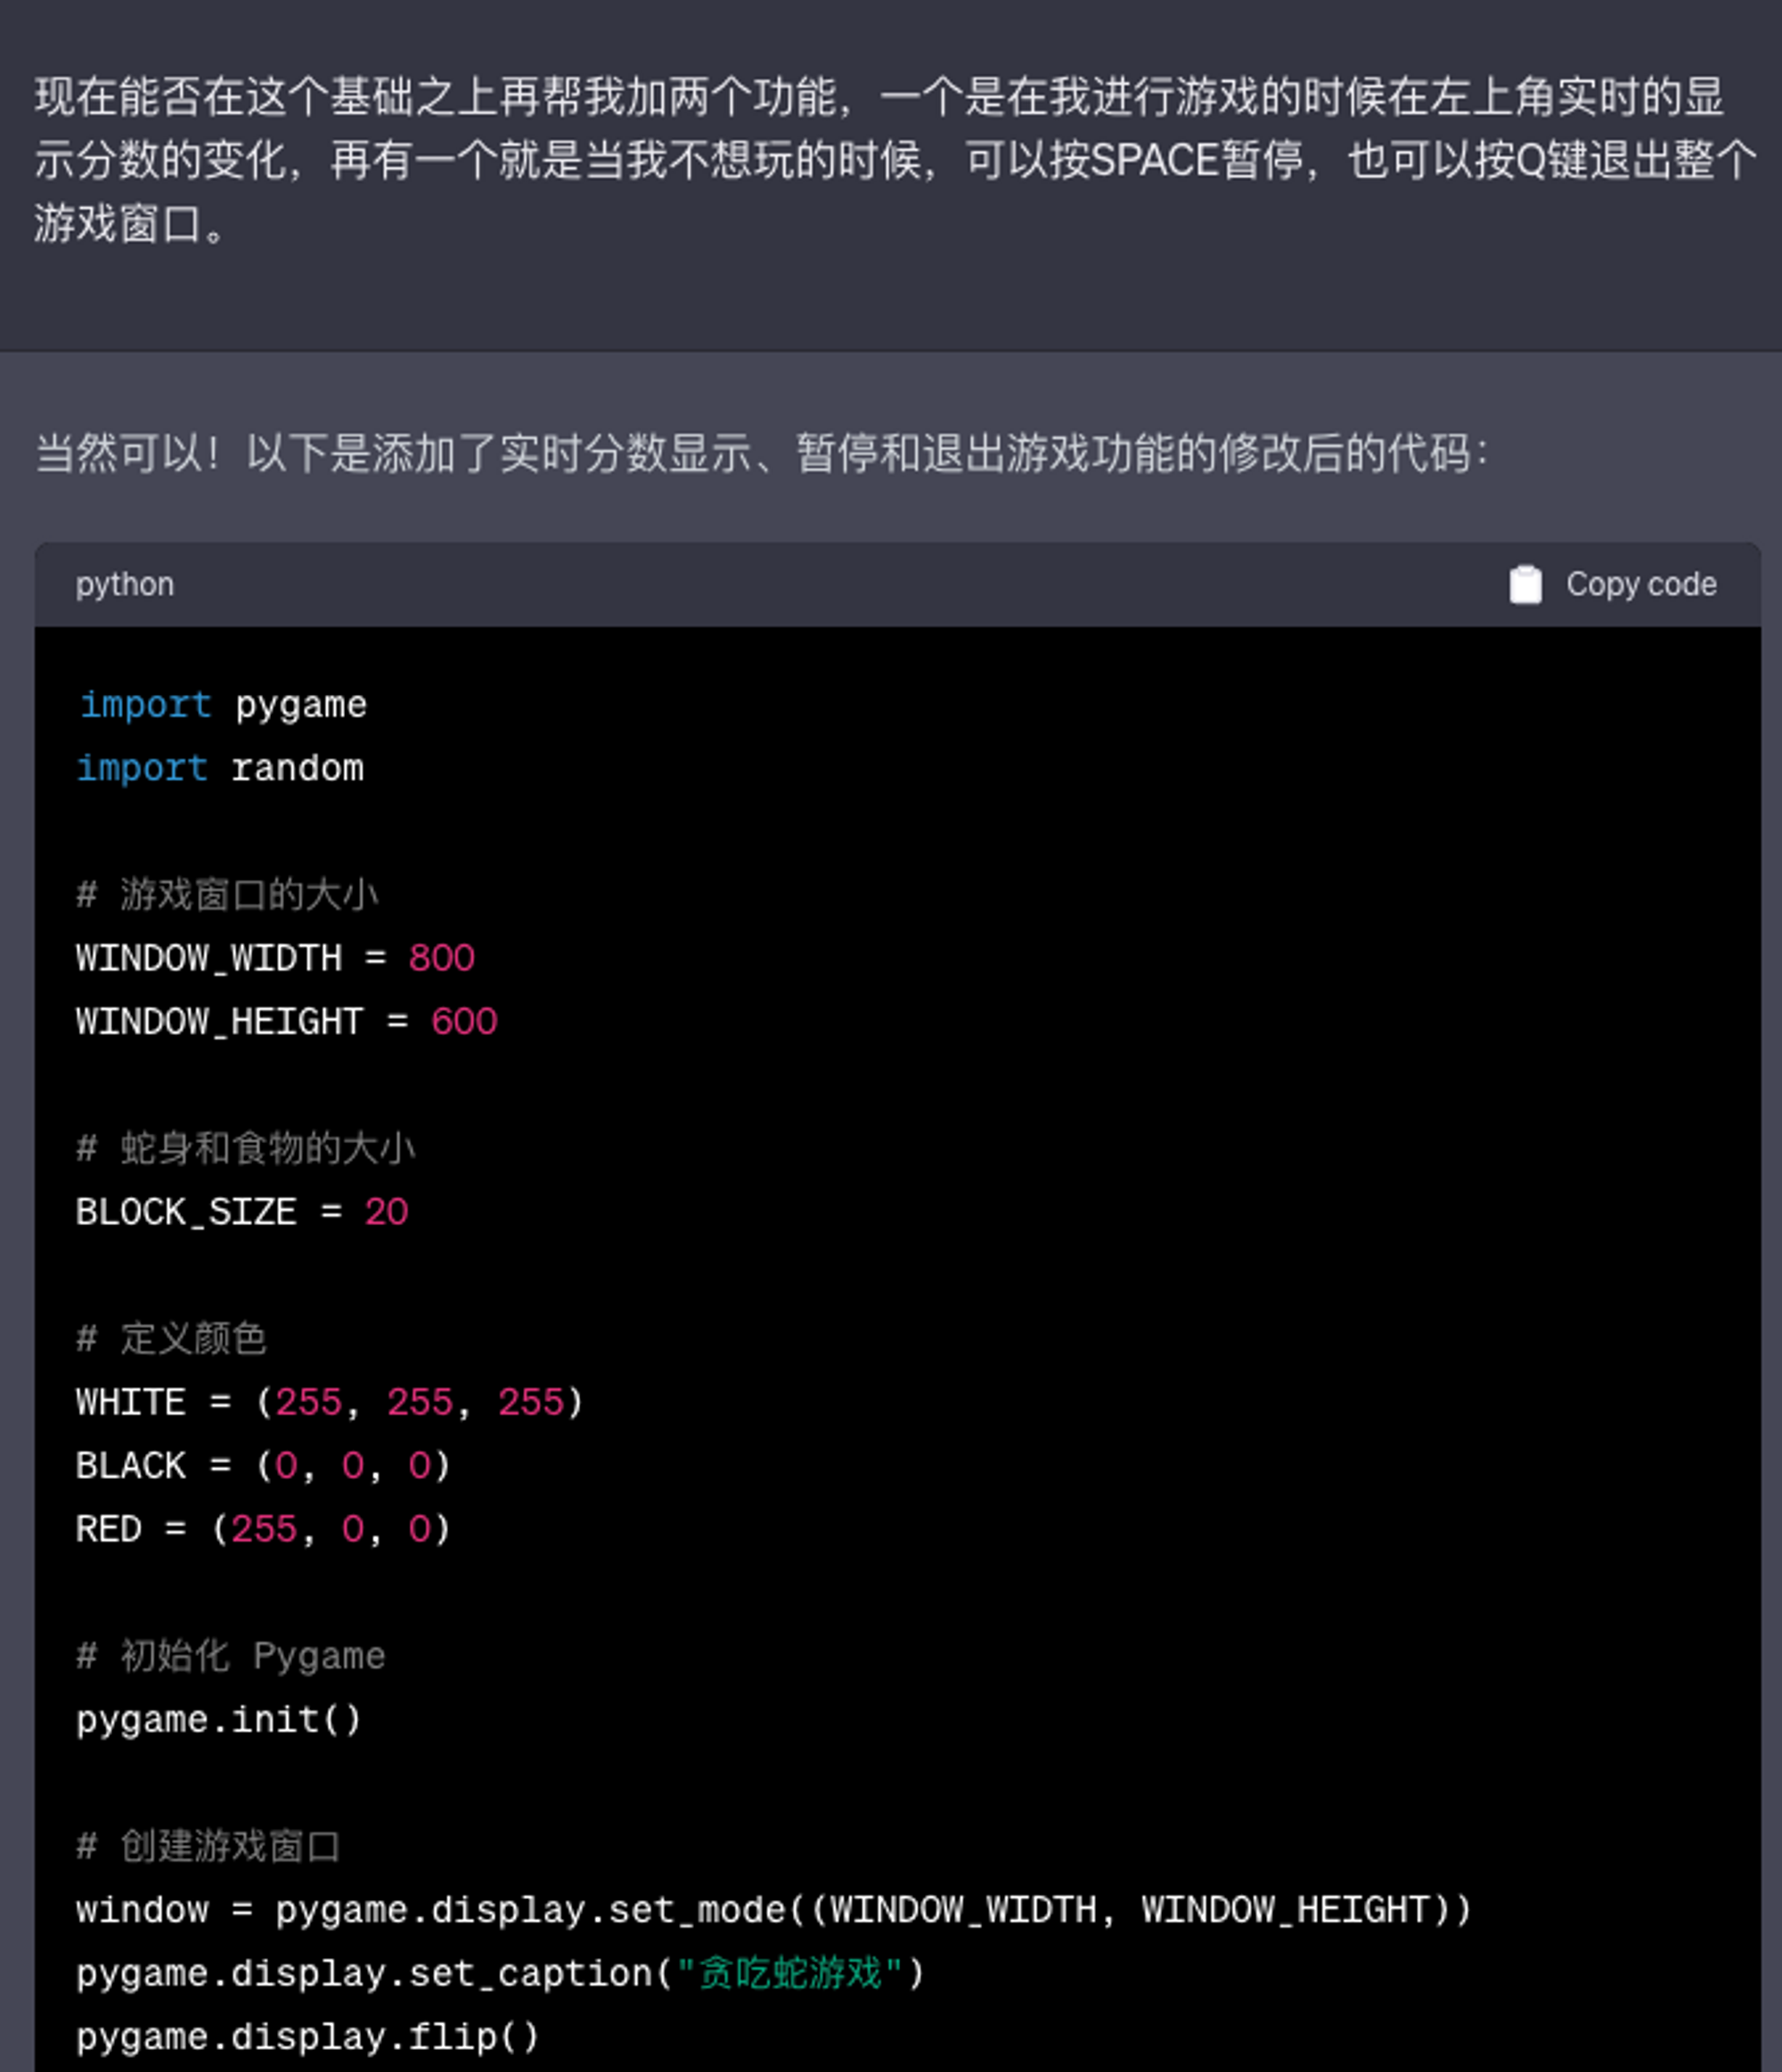 现在能否在这个基础之上再帮我加两个功能，一个是在我进行游戏的时候在左上角实时的显
示分数的变化，再有一个就是当我不想玩的时候，可以按SPACE暂停，也可以按Q键退出整个
游戏窗口。
当然可以！以下是添加了实时分数显示、暂停和退出游戏功能的修改后的代码：
python Copy code
import pygame
import random
# 游戏窗口的大小
WINDOW_WIDTH = 800
WINDOW_HEIGHT = 600
# 蛇身和食物的大小
BLOCK_SIZE = 20
# 定义颜色
WHITE = (255, 255, 255)
BLACK = (0, 0, 0)
RED = (255, 0, 0)
# 初始化 Pygame
pygame.init()
# 创建游戏窗口
window = pygame.display.set_mode((WINDOW_WIDTH, WINDOW_HEIGHT))
pygame.display.set_caption("贪吃蛇游戏")
pygame.display.flip()